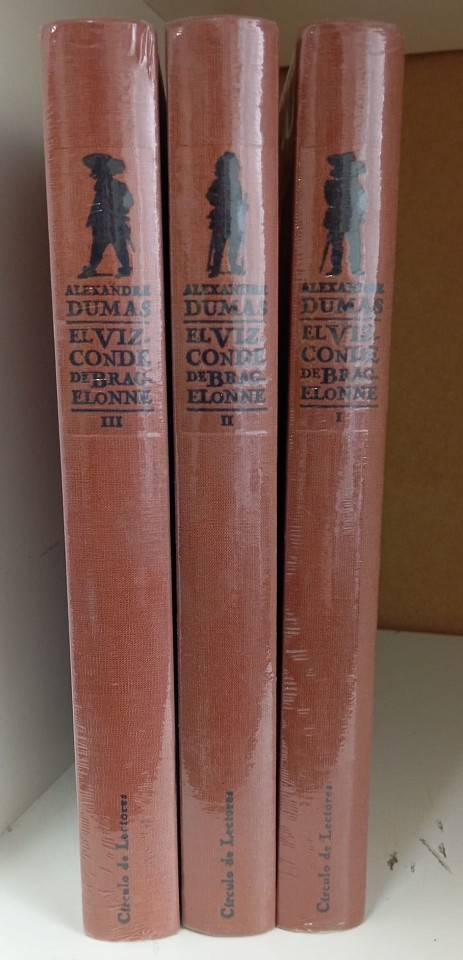 ALEXANDRE
DUMAS
EL VIZ-
CONDE
DE BRAG-
ELONNE
III
Círculo de Lectores
ALEXANDRE
DUMAS
EL VIZ-
CONDE
DE BRAG-
ELONNE
II
Círculo de Lectores
ALEXANDRE
DUMAS
EL VIZ-
CONDE
DE BRAG-
ELONNE
I
Círculo de Lectores